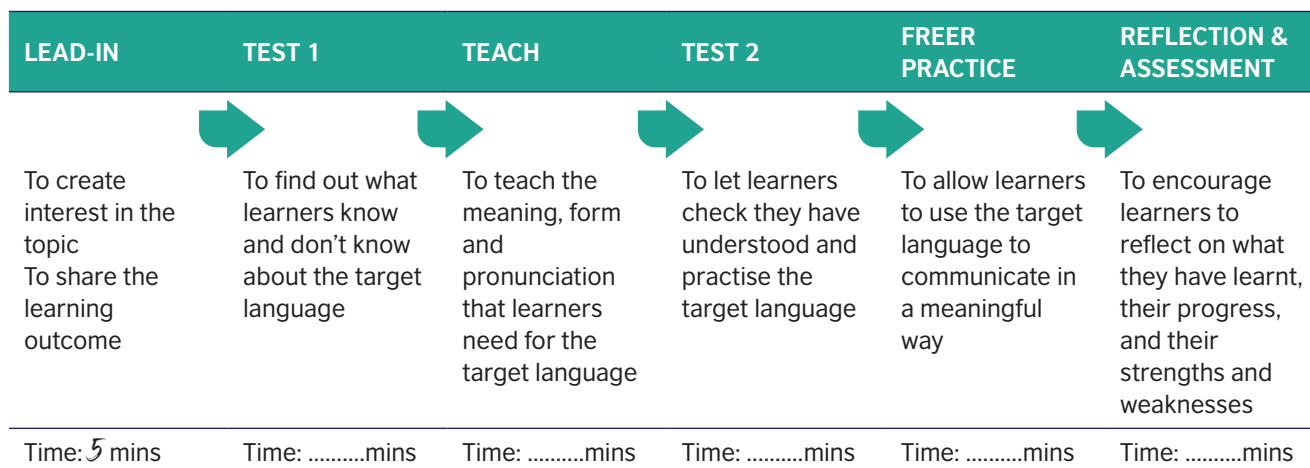 LEAD-IN
TEST 1
TEACH
TEST 2
FREER
PRACTICE
REFLECTION &
ASSESSMENT
To create
interest in the
topic
To share the
learning
outcome
To find out what
learners know
and don't know
about the target
language
To teach the
meaning, form
and
pronunciation
that learners
need for the
target language
To let learners
check they have
understood and
practise the
target language
To allow learners
to use the target
language to
communicate in
a meaningful
way
To encourage
learners to
reflect on what
they have learnt,
their progress,
and their
strengths and
weaknesses
Time: 5 mins
Time: ..........mins
Time: ..........mins
Time: ..........mins
Time: ..........mins
Time: ..........mins